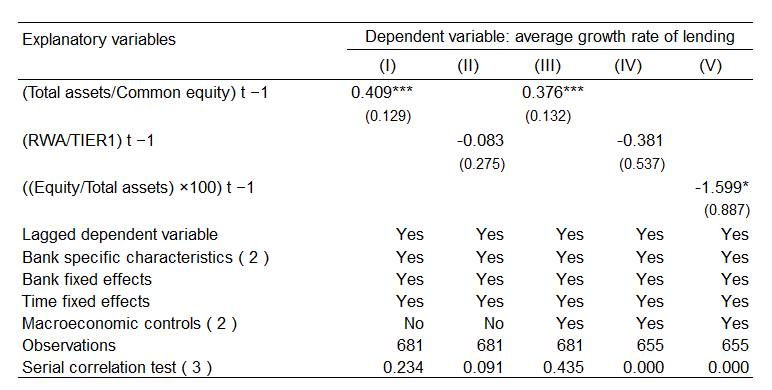 Explanatory variables Dependent variable: average growth rate of lending
(I) (II) (III) (IV) (V)
(Total assets/Common equity) t −1 0.409*** 0.376***
(0.129) (0.132)
(RWA/TIER1) t −1 -0.083 -0.381
(0.275) (0.537)
((Equity/Total assets) ×100) t −1 -1.599*
(0.887)
Lagged dependent variable Yes Yes Yes Yes Yes
Bank specific characteristics ( 2 ) Yes Yes Yes Yes Yes
Bank fixed effects Yes Yes Yes Yes Yes
Time fixed effects Yes Yes Yes Yes Yes
Macroeconomic controls ( 2 ) No No Yes Yes Yes
Observations 681 681 681 655 655
Serial correlation test ( 3 ) 0.234 0.091 0.435 0.000 0.000